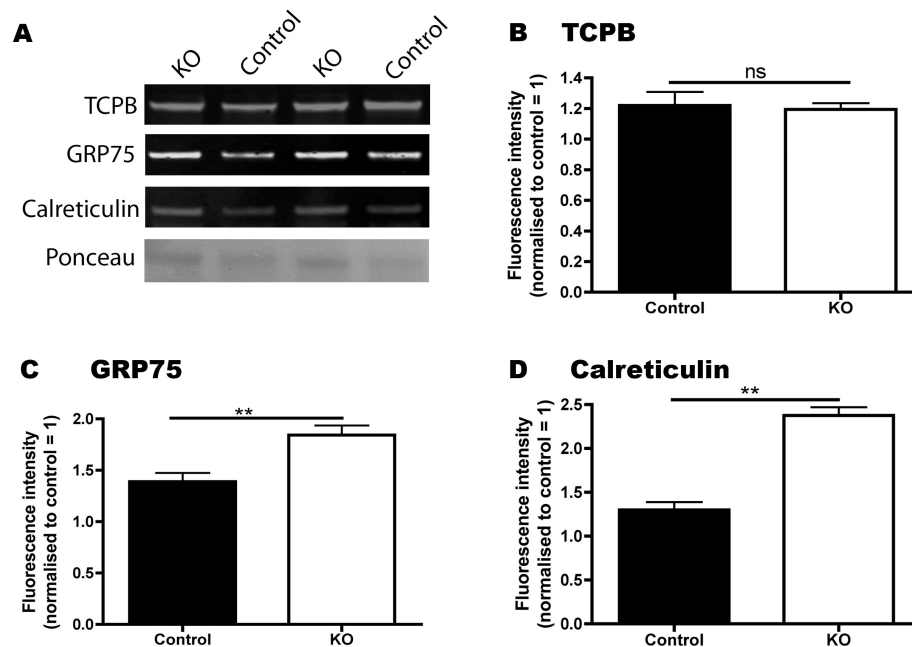 A
KO
Control
KO
Control
TCPB
GRP75
Calreticulin
Ponceau
B TCPB
Fluorescence intensity
(normalised to control = 1)
1.4
1.2
1.0
0.8
0.6
0.4
0.2
0.0
ns
Control
KO
C GRP75
Fluorescence intensity
(normalised to control = 1)
2.0
1.5
1.0
0.5
0.0
**
Control
KO
D Calreticulin
Fluorescence intensity
(normalised to control = 1)
2.5
2.0
1.5
1.0
0.5
0.0
**
Control
KO